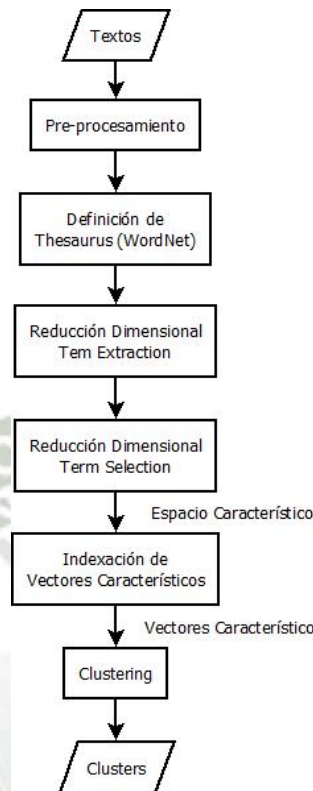 Textos
Pre-procesamiento
Definición de
Thesaurus (WordNet)
Reducción Dimensional
Tem Extraction
Reducción Dimensional
Term Selection
Espacio Característico
Indexación de
Vectores Característicos
Vectores Característico
Clustering
Clusters